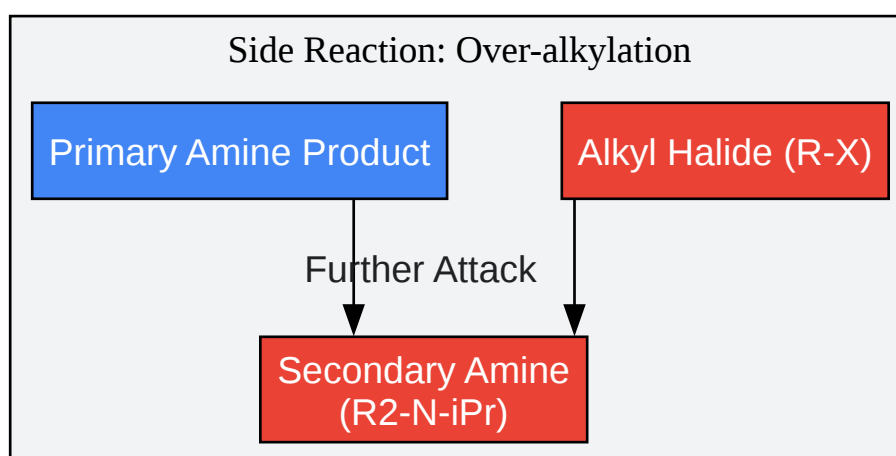 Side Reaction: Over-alkylation
Primary Amine Product
Alkyl Halide (R-X)
Further Attack
Secondary Amine
(R2-N-iPr)